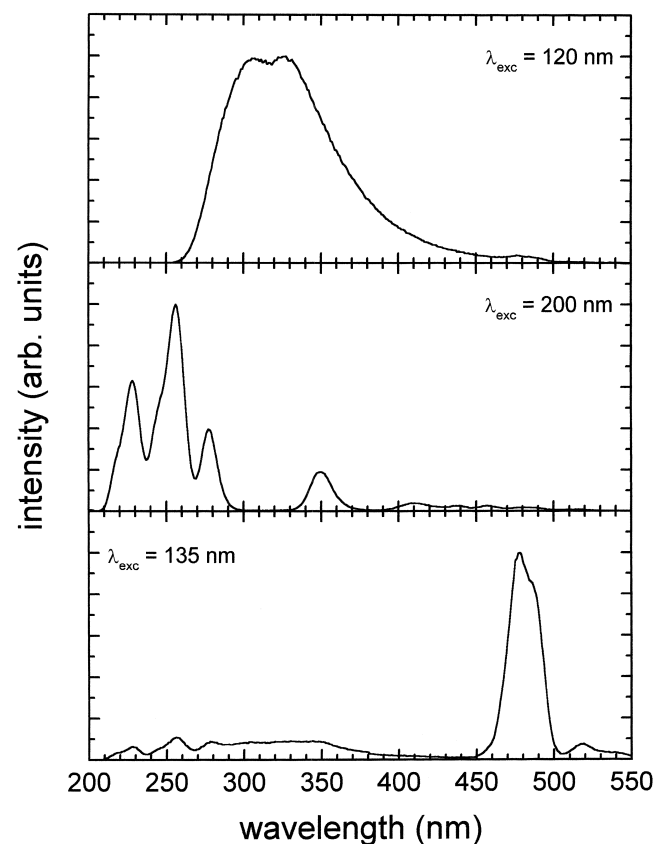 λexc = 120 nm
λexc = 200 nm
λexc = 135 nm
intensity (arb. units)
200 250 300 350 400 450 500 550
wavelength (nm)